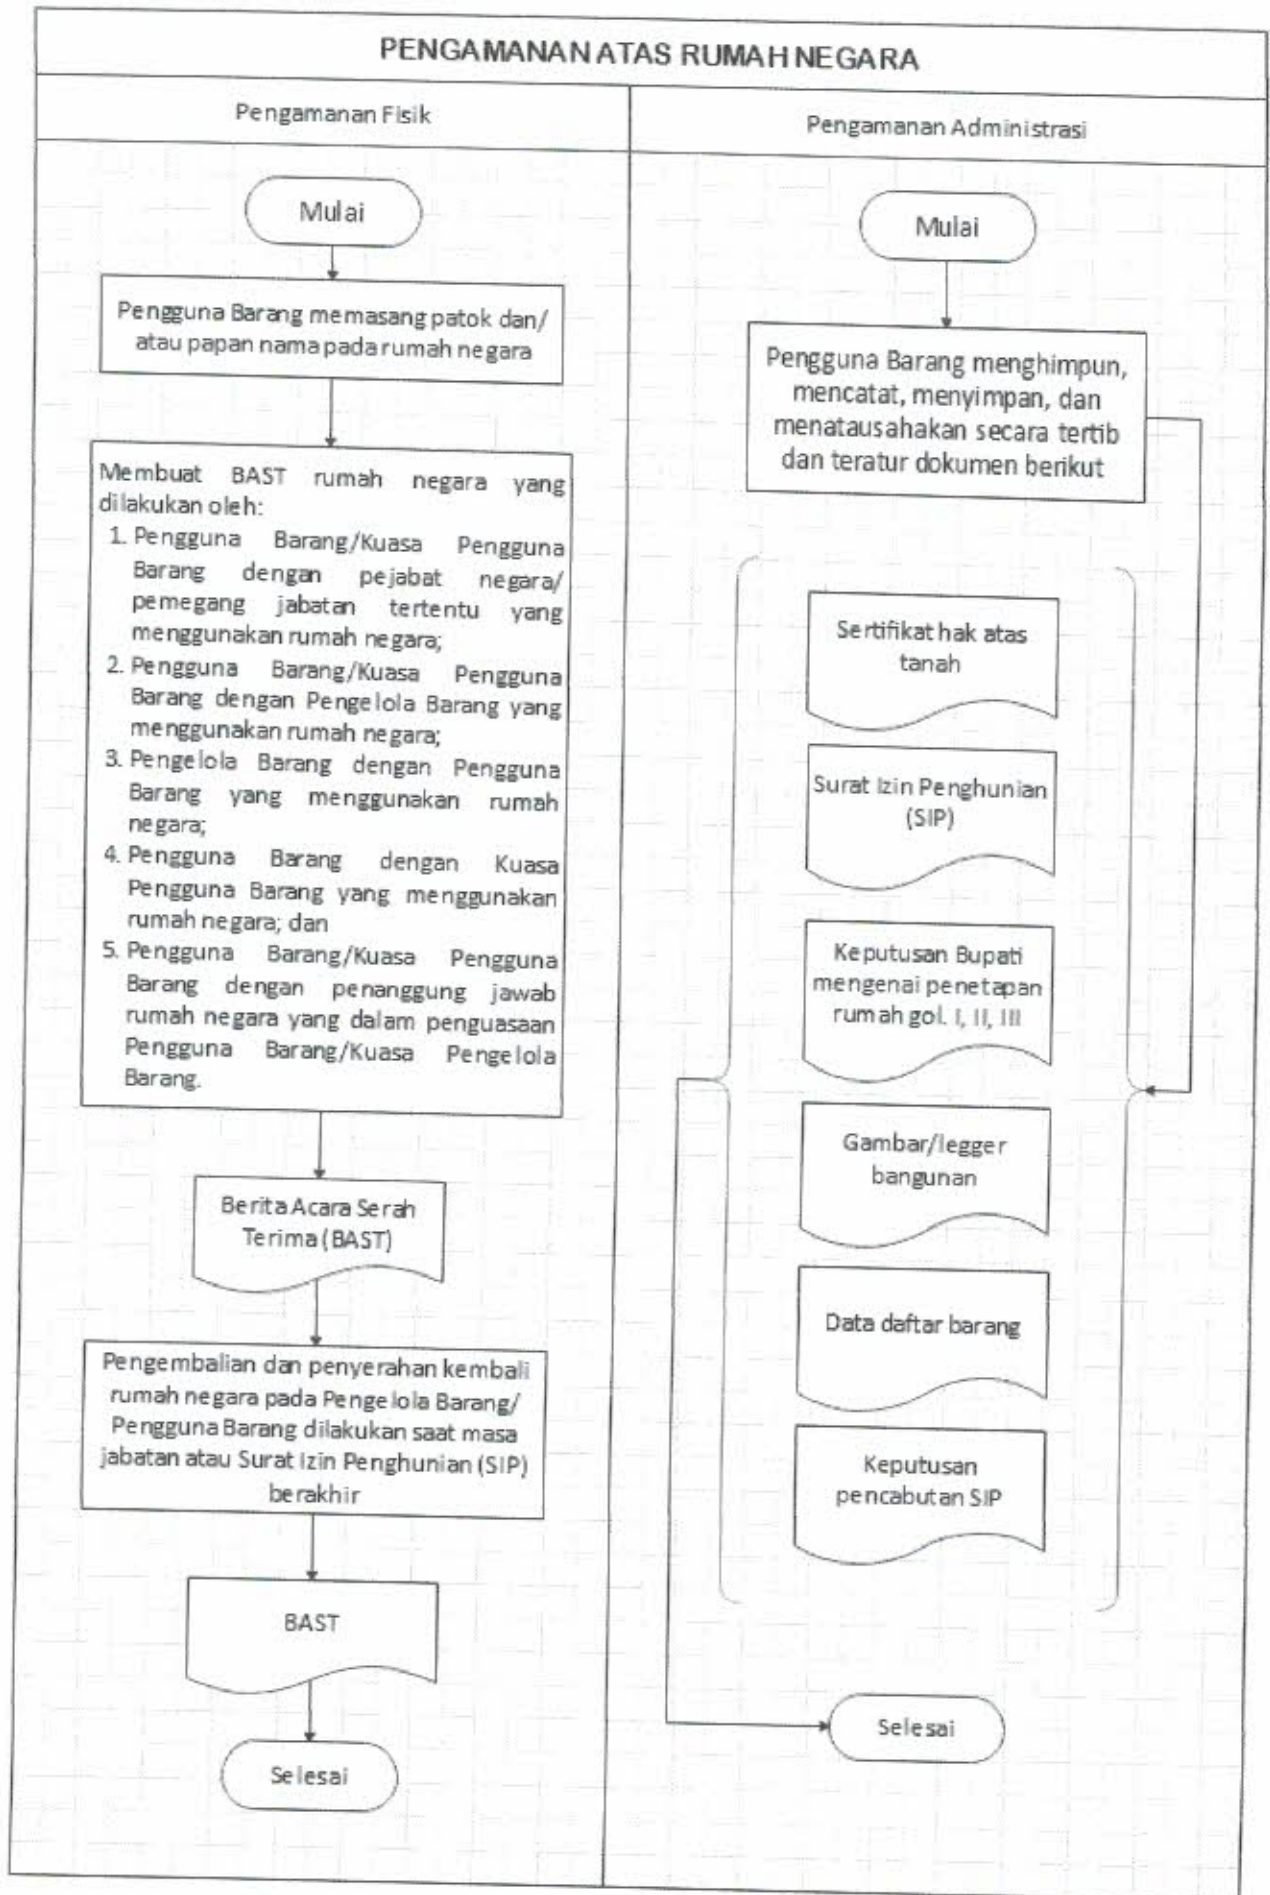 PENGAMANAN ATAS RUMAH NEGARA
Pengamanan Fisik
Mulai
Pengguna Barang memasang patok dan/
atau papan nama pada rumah negara
Membuat BAST rumah negara yang
dilakukan oleh:
1. Pengguna Barang/Kuasa Pengguna
Barang dengan pejabat negara/
pemegang jabatan tertentu yang
menggunakan rumah negara;
2. Pengguna Barang/Kuasa Pengguna
Barang dengan Pengelola Barang yang
menggunakan rumah negara;
3. Pengelola Barang dengan Pengguna
Barang yang menggunakan rumah
negara;
4. Pengguna Barang dengan Kuasa
Pengguna Barang yang menggunakan
rumah negara; dan
5. Pengguna Barang/Kuasa Pengguna
Barang dengan penanggung jawab
rumah negara yang dalam penguasaan
Pengguna Barang/Kuasa Pengelola
Barang.
Berita Acara Serah
Terima (BAST)
Pengembalian dan penyerahan kembali
rumah negara pada Pengelola Barang/
Pengguna Barang dilakukan saat masa
jabatan atau Surat Izin Penghunian (SIP)
berakhir
BAST
Selesai
Pengamanan Administrasi
Mulai
Pengguna Barang menghimpun,
mencatat, menyimpan, dan
menatausahakan secara tertib
dan teratur dokumen berikut
Sertifikat hak atas
tanah
Surat Izin Penghunian
(SIP)
Keputusan Bupati
mengenai penetapan
rumah gol. I, II, III
Gambar/legger
bangunan
Data daftar barang
Keputusan
pencabutan SIP
Selesai